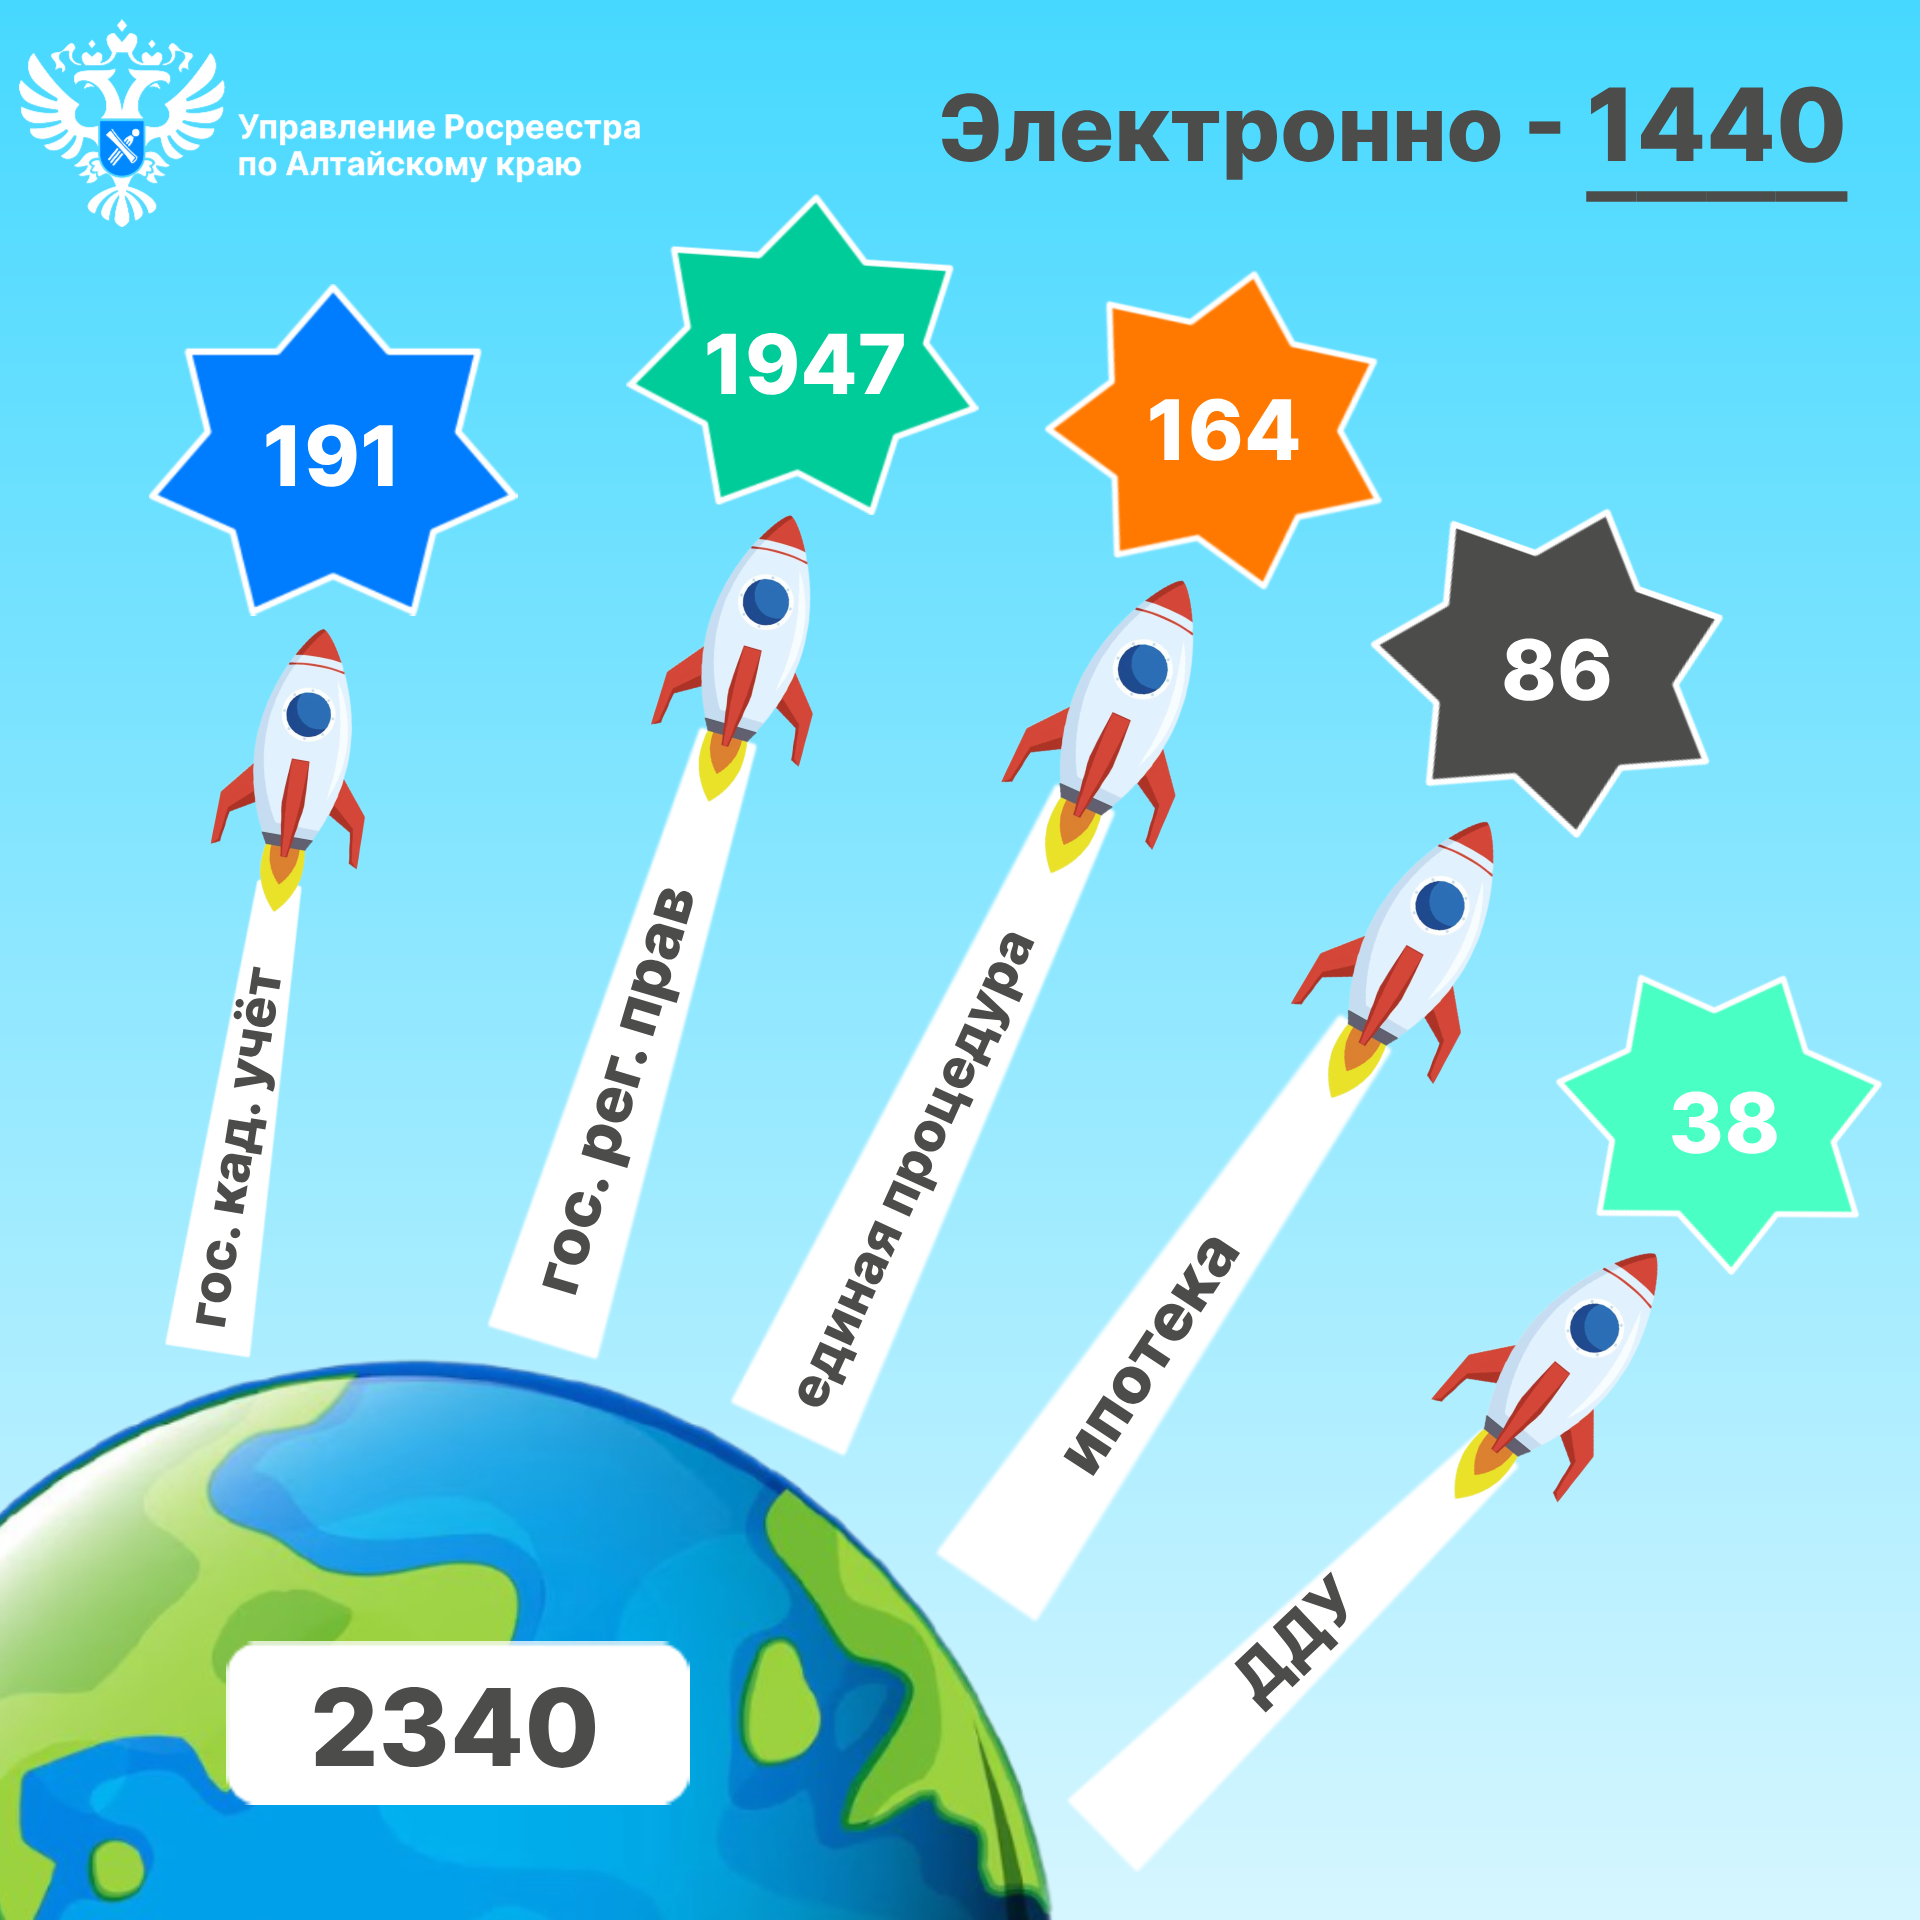 Управление Росреестра
по Алтайскому краю
Электронно - 1440
191
1947
164
86
38
гос. кад. учёт
гос. рег. прав
единая процедура
ипотека
ДДУ
2340